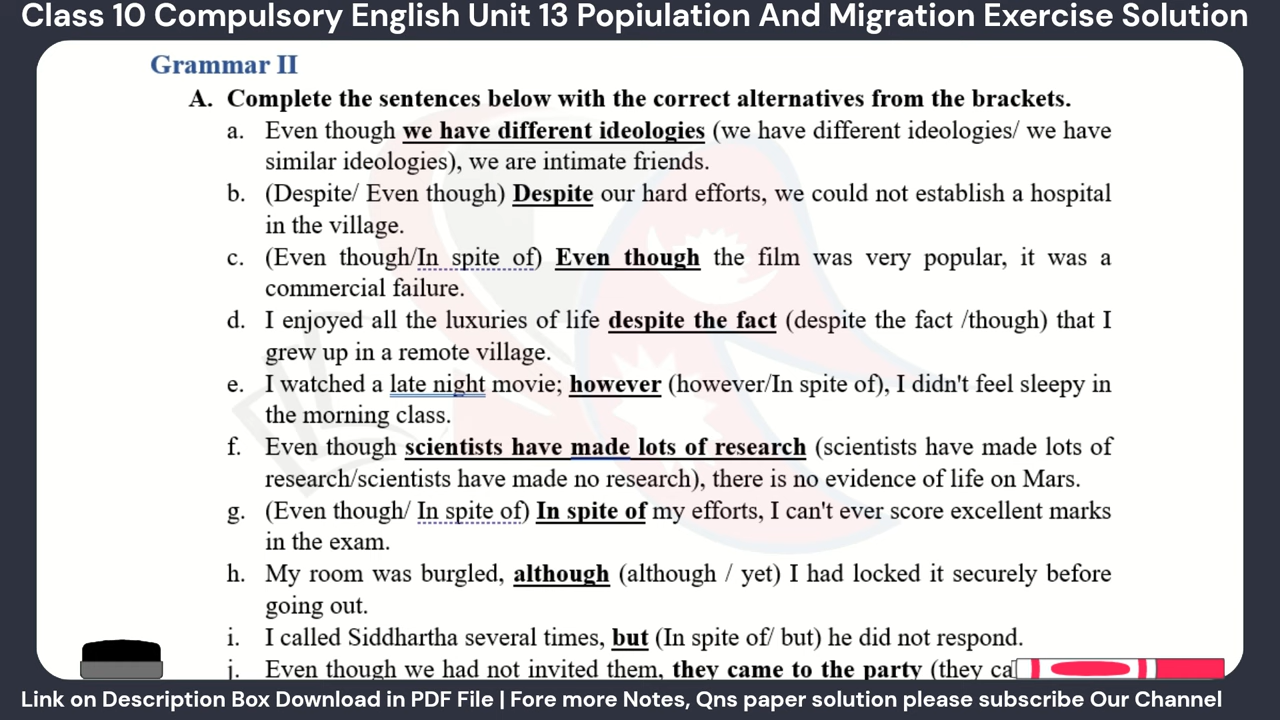 Class 10 Compulsory English Unit 13 Popiulation And Migration Exercise Solution
Grammar II
A. Complete the sentences below with the correct alternatives from the brackets.
a. Even though we have different ideologies (we have different ideologies/ we have
similar ideologies), we are intimate friends.
b. (Despite/ Even though) Despite our hard efforts, we could not establish a hospital
in the village.
c. (Even though/In spite of) Even though the film was very popular, it was a
commercial failure.
d. I enjoyed all the luxuries of life despite the fact (despite the fact /though) that I
grew up in a remote village.
e. I watched a late night movie; however (however/In spite of), I didn't feel sleepy in
the morning class.
f. Even though scientists have made lots of research (scientists have made lots of
research/scientists have made no research), there is no evidence of life on Mars.
g. (Even though/ In spite of) In spite of my efforts, I can't ever score excellent marks
in the exam.
h. My room was burgled, although (although / yet) I had locked it securely before
going out.
i. I called Siddhartha several times, but (In spite of/ but) he did not respond.
j. Even though we had not invited them, they came to the party (they ca
Link on Description Box Download in PDF File | Fore more Notes, Qns paper solution please subscribe Our Channel